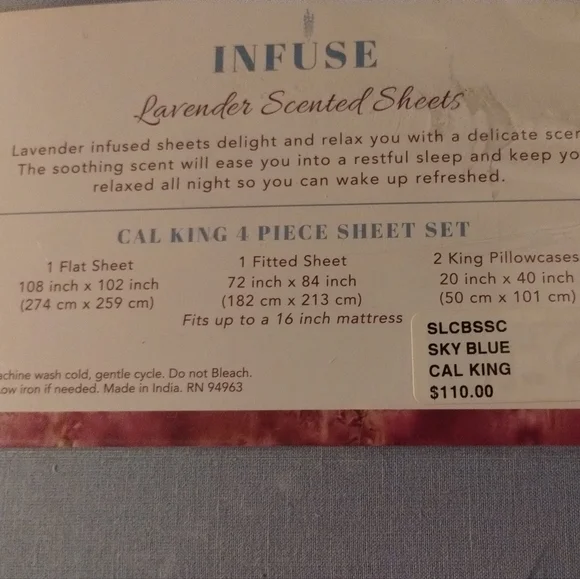 INFUSE
Lavender Scented Sheets
Lavender infused sheets delight and relax you with a delicate
The soothing scent will ease you into a restful sleep and keep
relaxed all night so you can wake up refreshed.
CAL KING 4 PIECE SHEET SET
1 Flat Sheet
108 inch x 102 inch
(274 cm x 259 cm)
1 Fitted Sheet
72 inch x 84 inch
(182 cm x 213 cm)
Fits up to a 16 inch mattress
2 King Pillowcases
20 inch x 40 inch
(50 cm x 101 cm)
SLCBSSC
SKY BLUE
CAL KING
$110.00
wash cold, gentle cycle. Do not Bleach.
iron if needed. Made in India. RN 94963